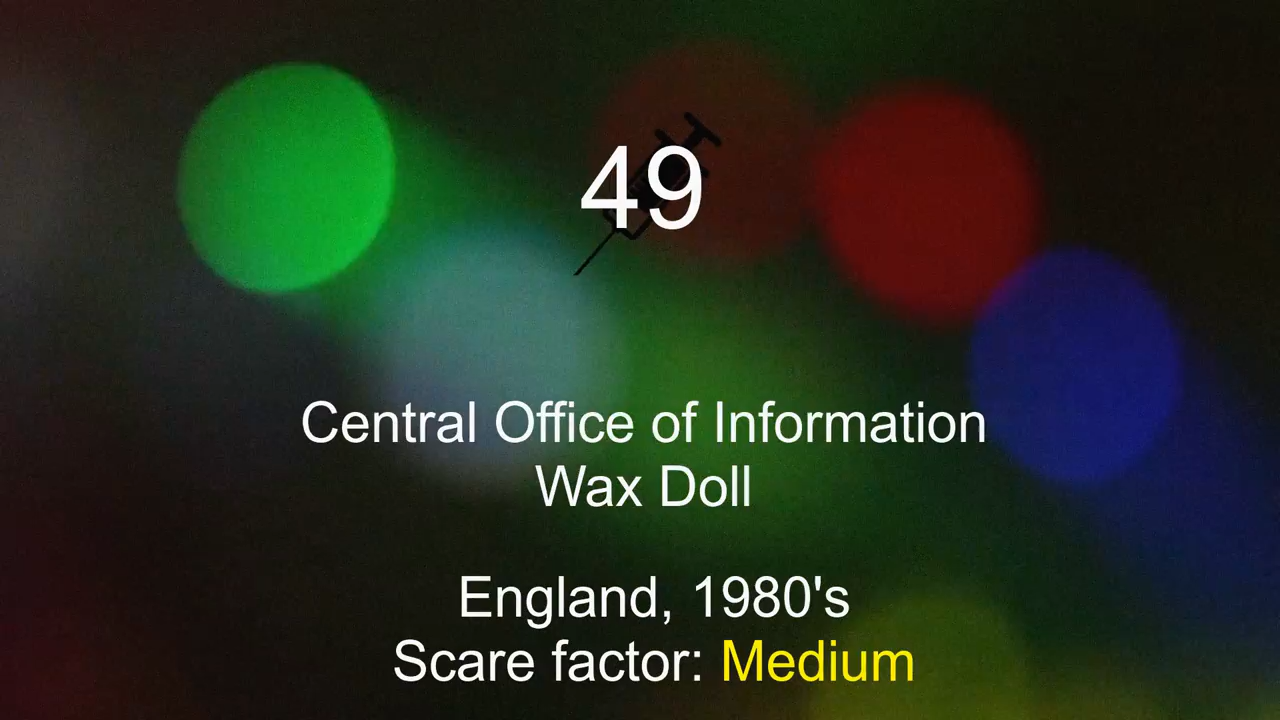 49
Central Office of Information
Wax Doll
England, 1980's
Scare factor: Medium